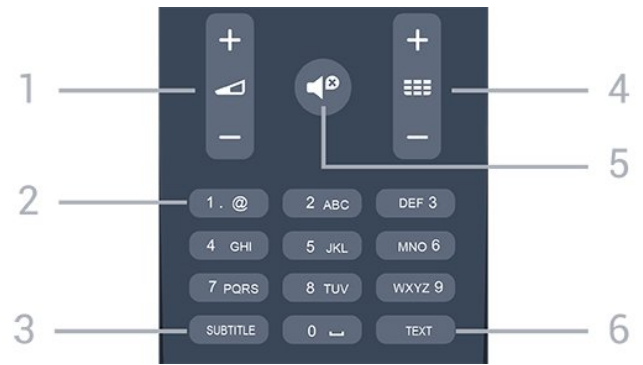 + +
1 4
- - 5
2 1 . @ 2 ABC DEF 3
4 GHI 5 JKL MNO 6
7 PQRS 8 TUV WXYZ 9
3 SUBTITLE 0 ⎵ TEXT 6